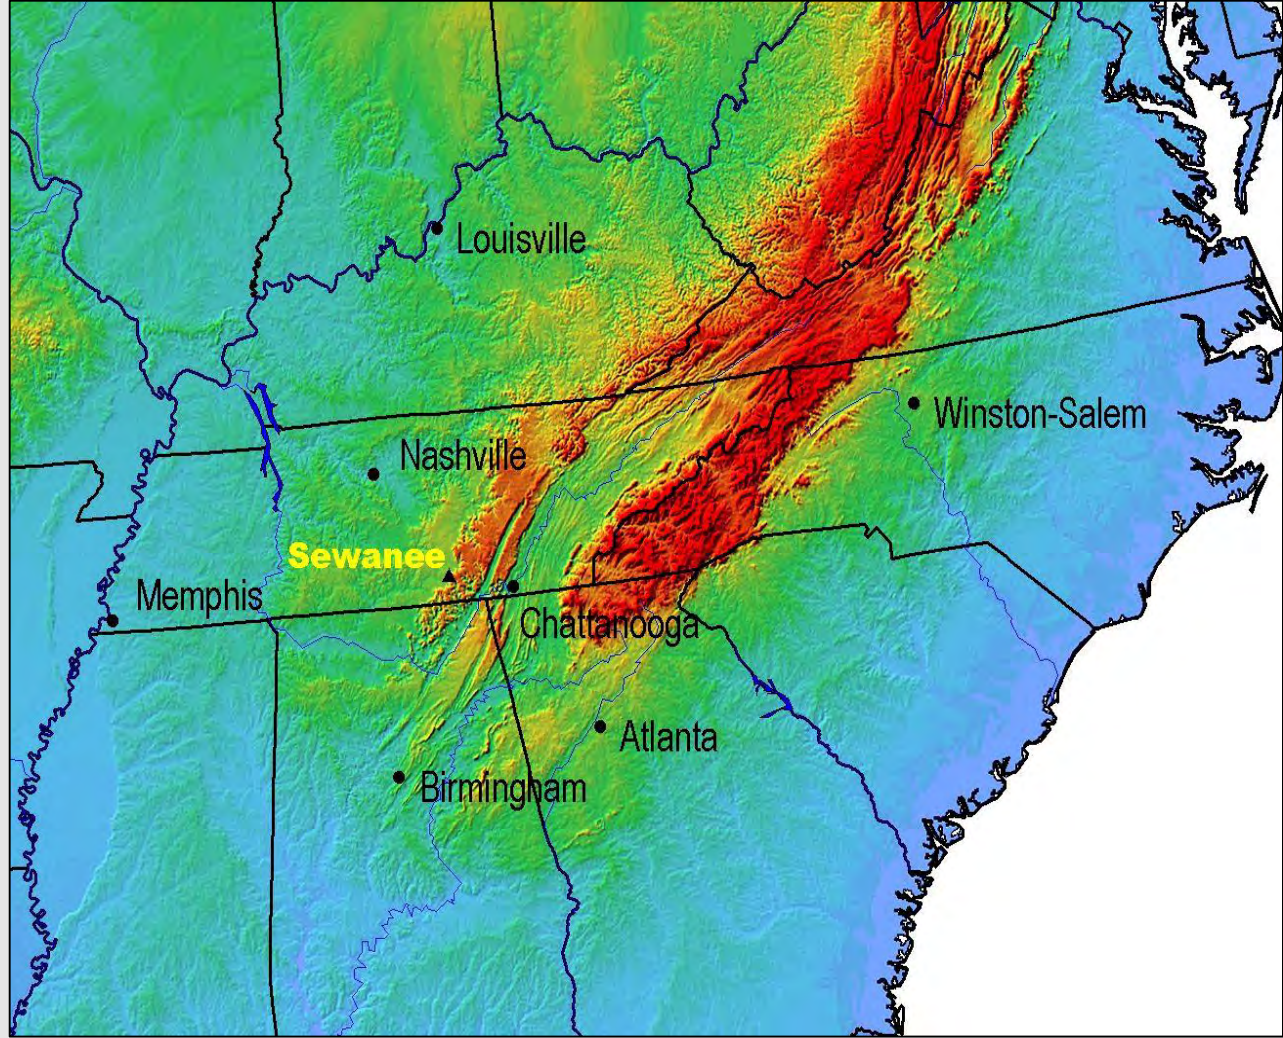 Louisville
Winston-Salem
Nashville
Sewanee
Memphis
Chattanooga
Atlanta
Birmingham